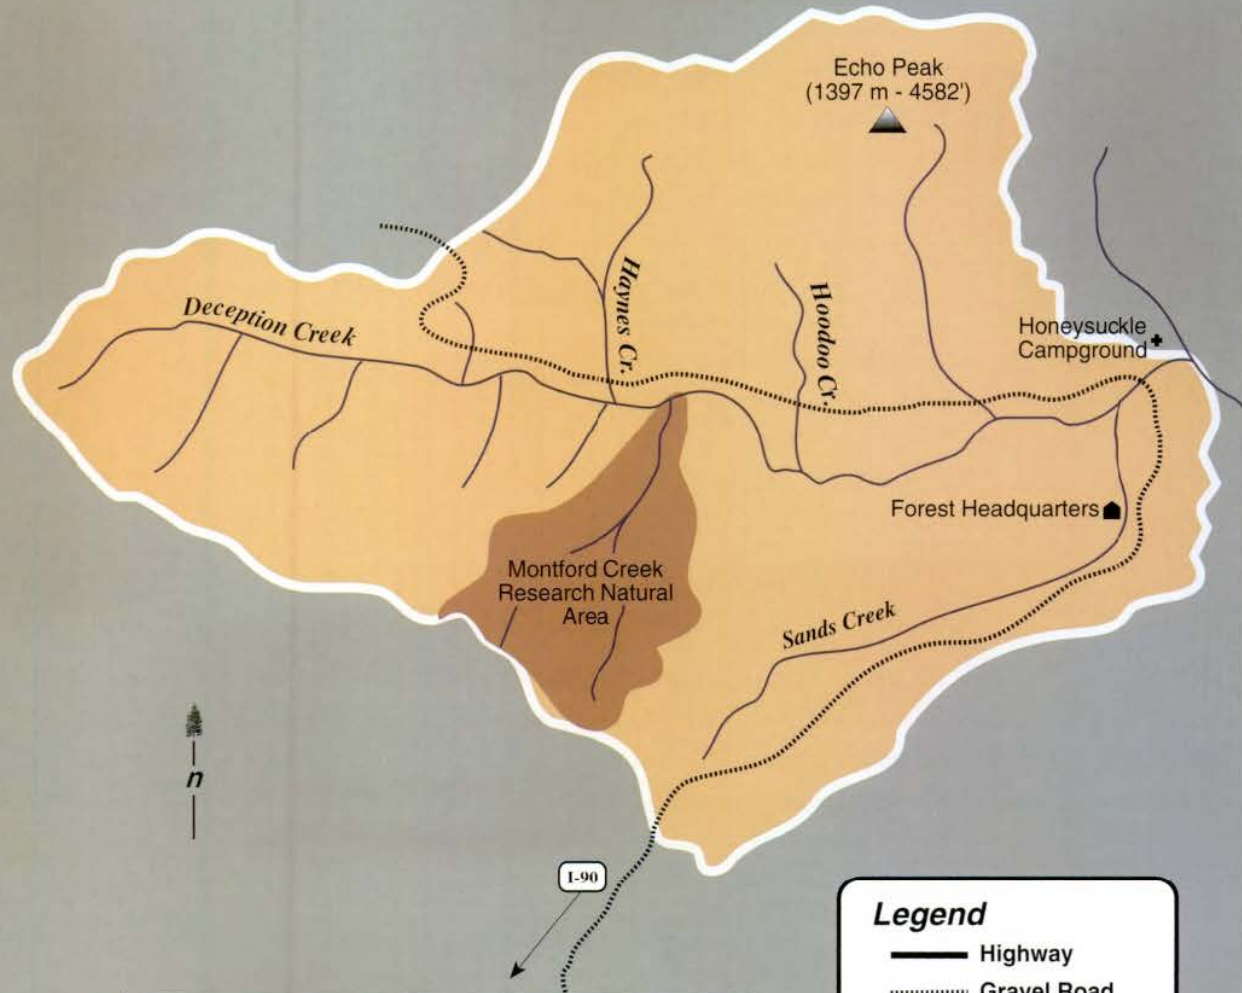 Echo Peak
(1397 m - 4582')
Haynes Cr.
Hoodoo Cr.
Deception Creek
Honeysuckle
Campground
Forest Headquarters
Montford Creek
Research Natural
Area
Sands Creek
n
I-90
Legend
Highway
Gravel Road